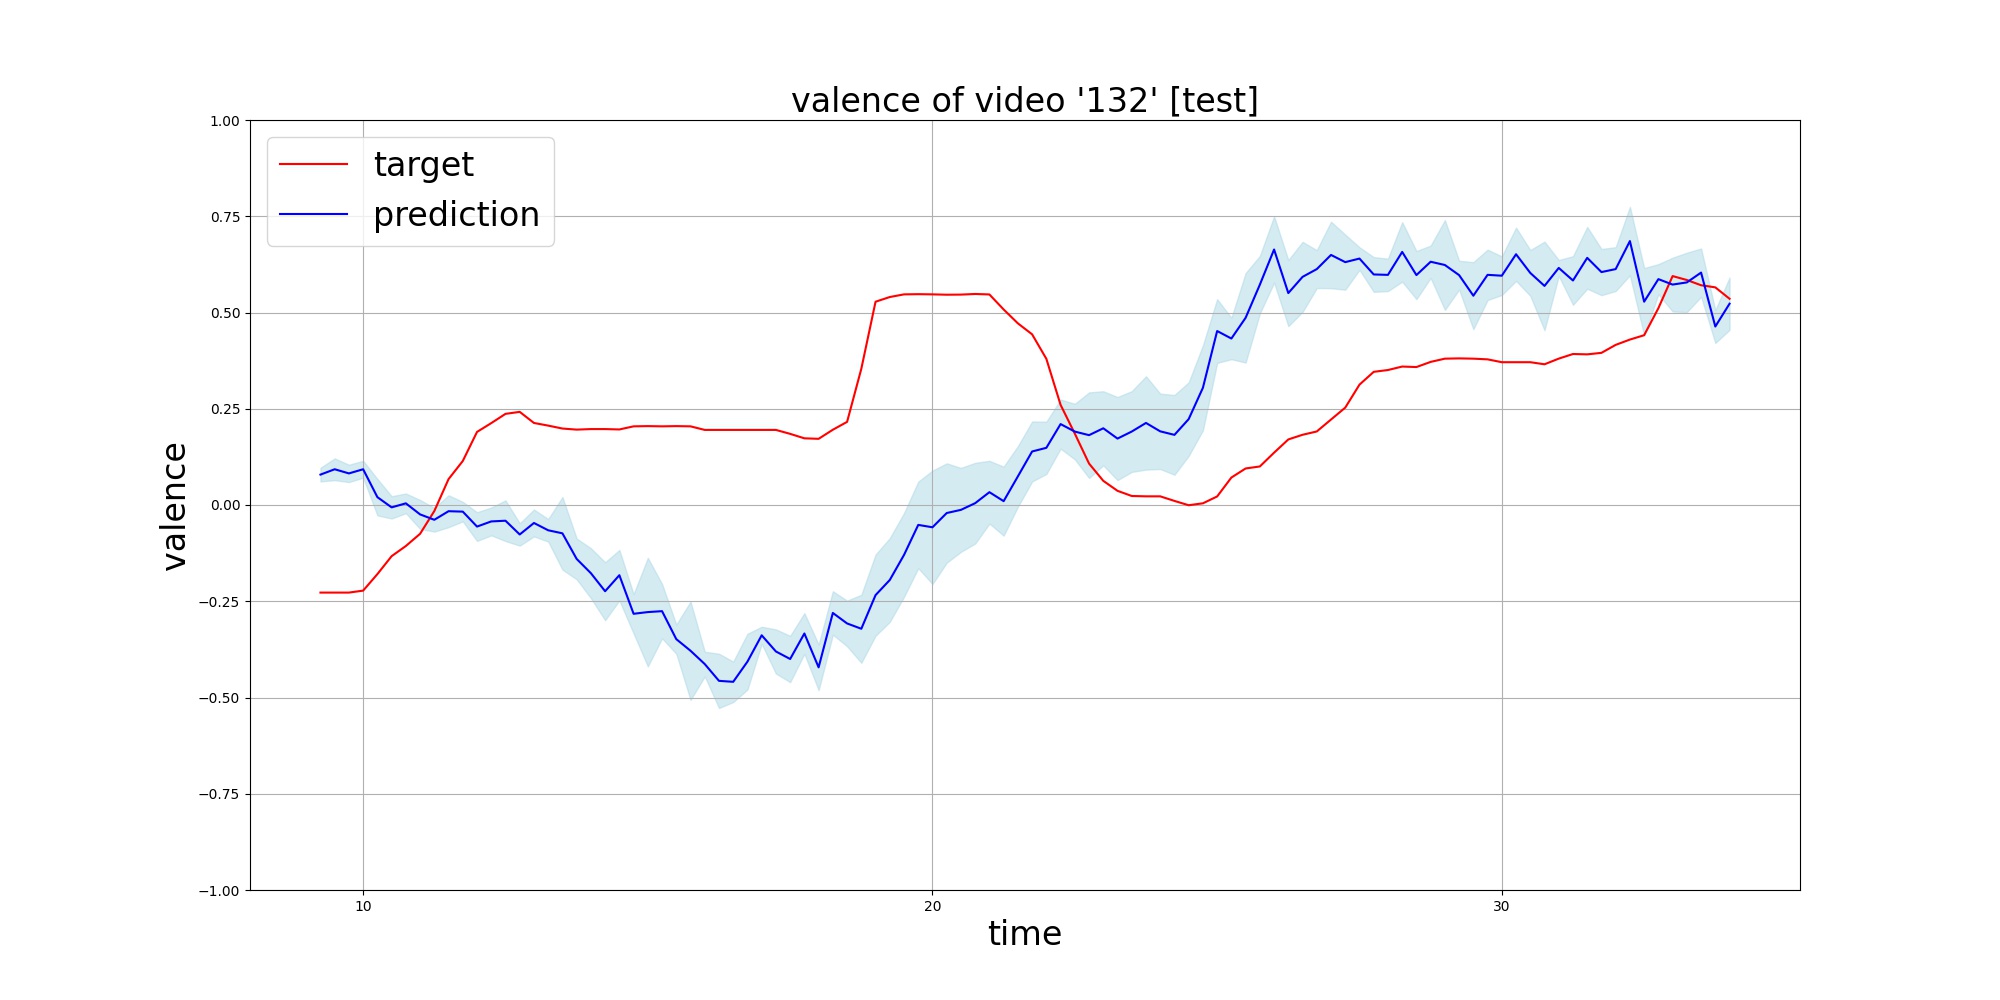 valence of video '132' [test]
target
prediction
1.00
0.75
0.50
0.25
0.00
−0.25
−0.50
−0.75
−1.00
valence
10 20 30
time